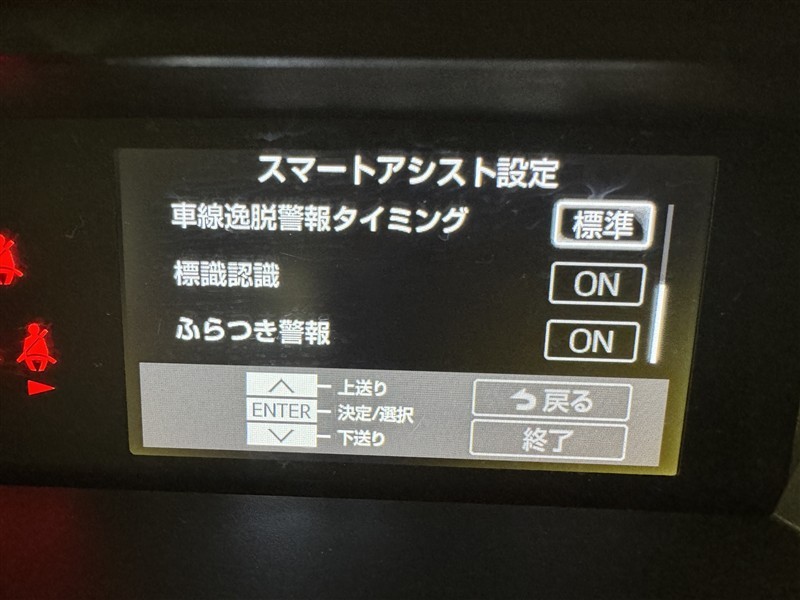 スマートアシスト設定
車線逸脱警報タイミング 標準
標識認識 ON
ふらつき警報 ON
上送り
ENTER 決定/選択
下送り
戻る
終了